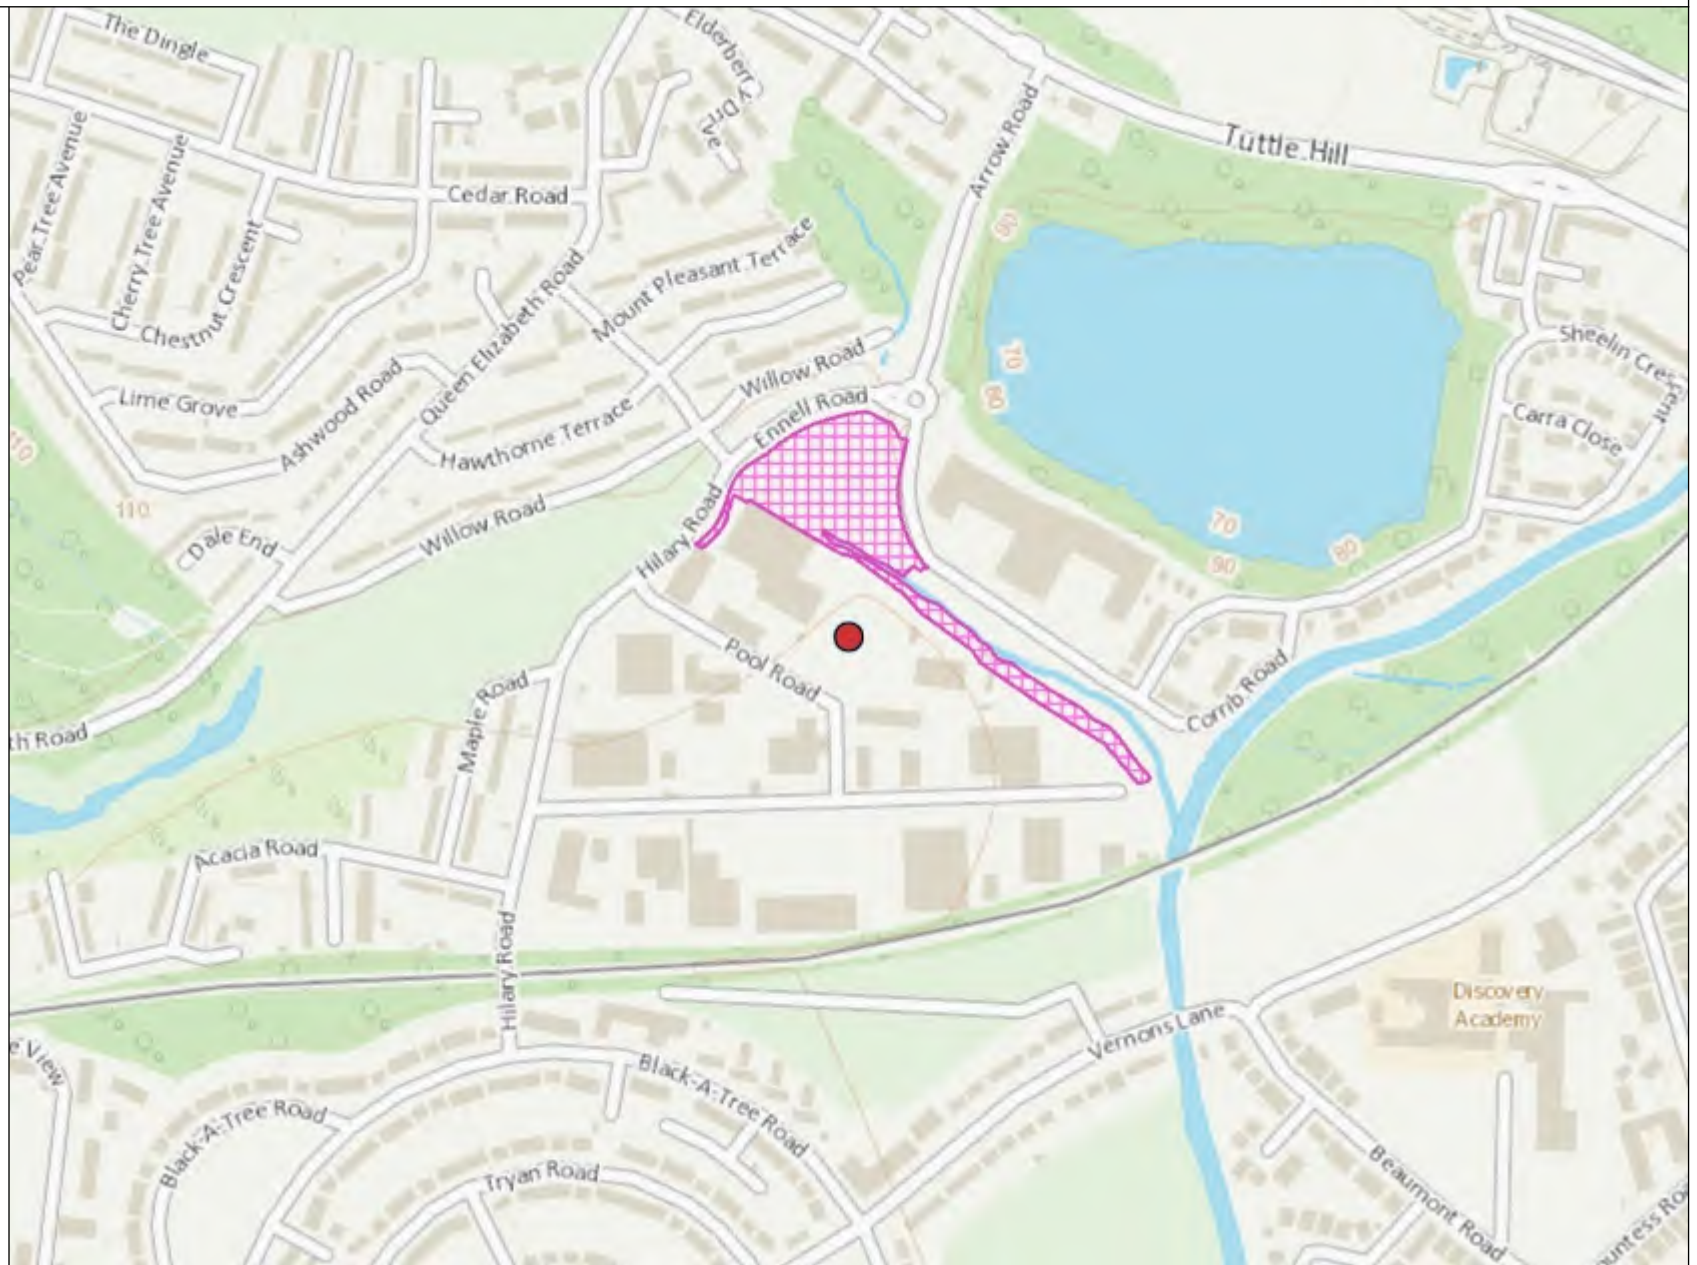 The Dingle
Elderberry Drive
Arrow Road
Tuttle Hill
Pear Tree Avenue
Cherry Tree Avenue
Cedar Road
Chestnut Crescent
Queen Elizabeth Road
Mount Pleasant Terrace
90
70
80
Sheelin Crescent
Willow Road
Lime Grove
Ashwood Road
Ennell Road
Carra Close
110
Hawthorne Terrace
110
Willow Road
Dale End
Hilary Road
70
80
90
Pool Road
Maple Road
Corrib Road
th Road
Acacia Road
Hilary Road
Discovery
Academy
Vernons Lane
e View
Black-A-Tree Road
Black-A-Tree Road
Tryan Road
Beaumont Road
untess Ro